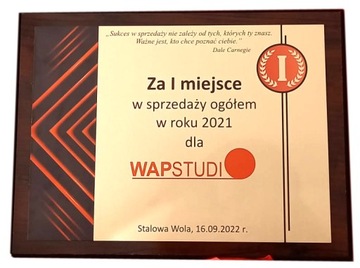 „Sukces w sprzedaży nie zależy od tych, których ty znasz.
Ważne jest, kto chce poznać ciebie.”
Dale Carnegie
I
Za I miejsce
w sprzedaży ogółem
w roku 2021
dla
WAPSTUDIO
Stalowa Wola, 16.09.2022 r.